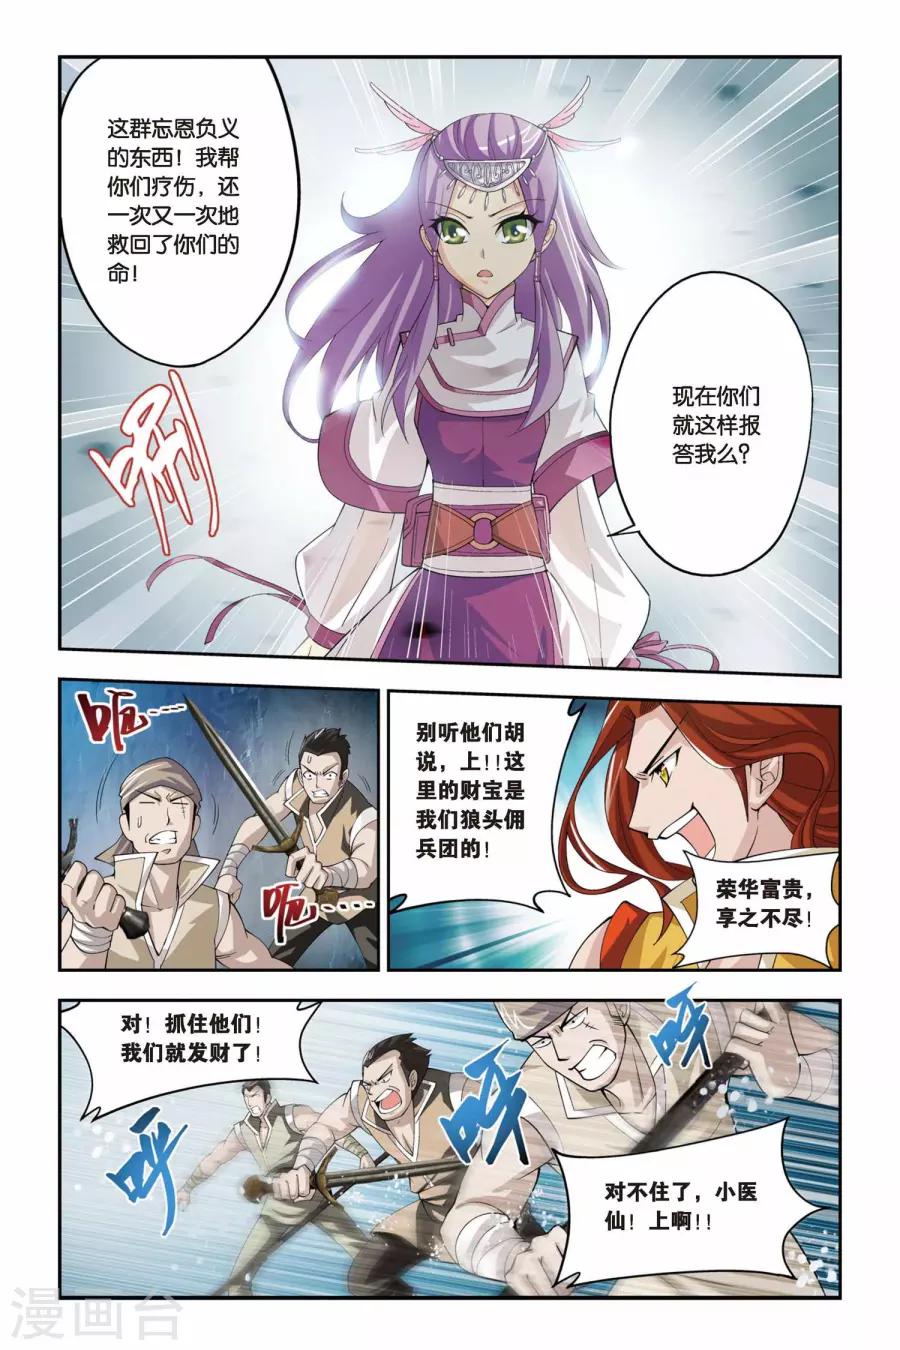 这群忘恩负义
的东西！我帮
你们疗伤，还
一次又一次地
救回了你们的
命！
唰
现在你们
就这样报
答我么？
呃……
呃……
别听他们胡
说，上！！这
里的财宝是
我们狼头佣
兵团的！
荣华富贵，
享之不尽！
对！抓住他们！
我们就发财了！
呼
呼
呼
对不住了，小医
仙！上啊！！
漫画台